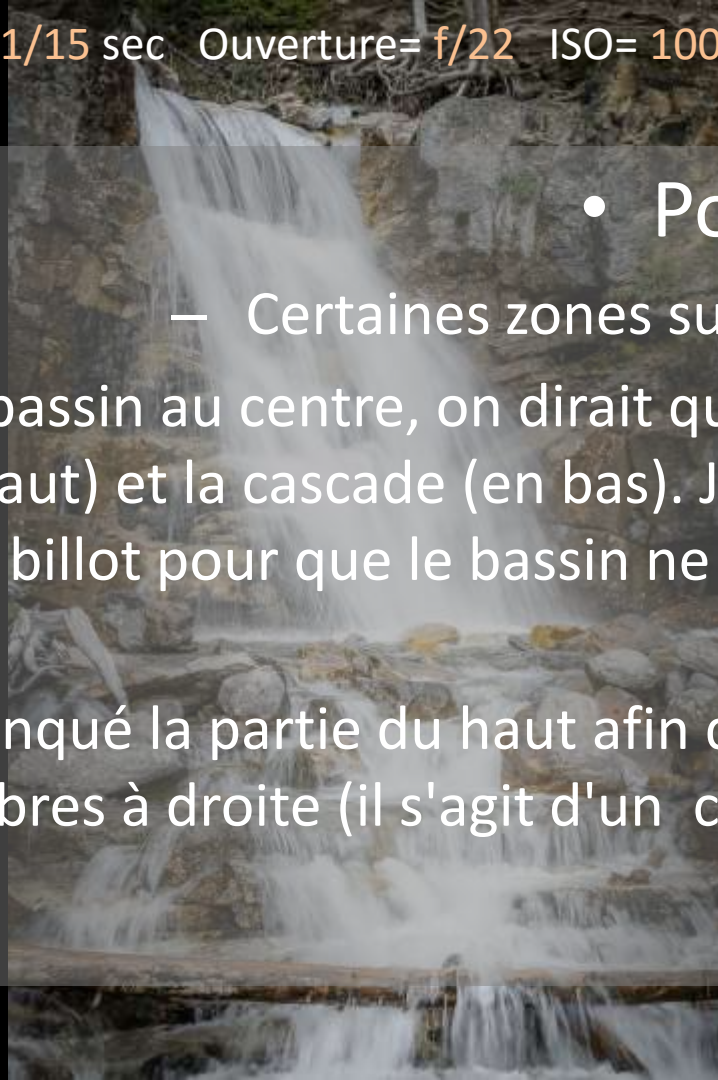 1/15 sec Ouverture= f/22 ISO= 100
• Po
– Certaines zones su
bassin au centre, on dirait qu
aut) et la cascade (en bas). J
billot pour que le bassin ne
nqué la partie du haut afin d
bres à droite (il s'agit d'un c